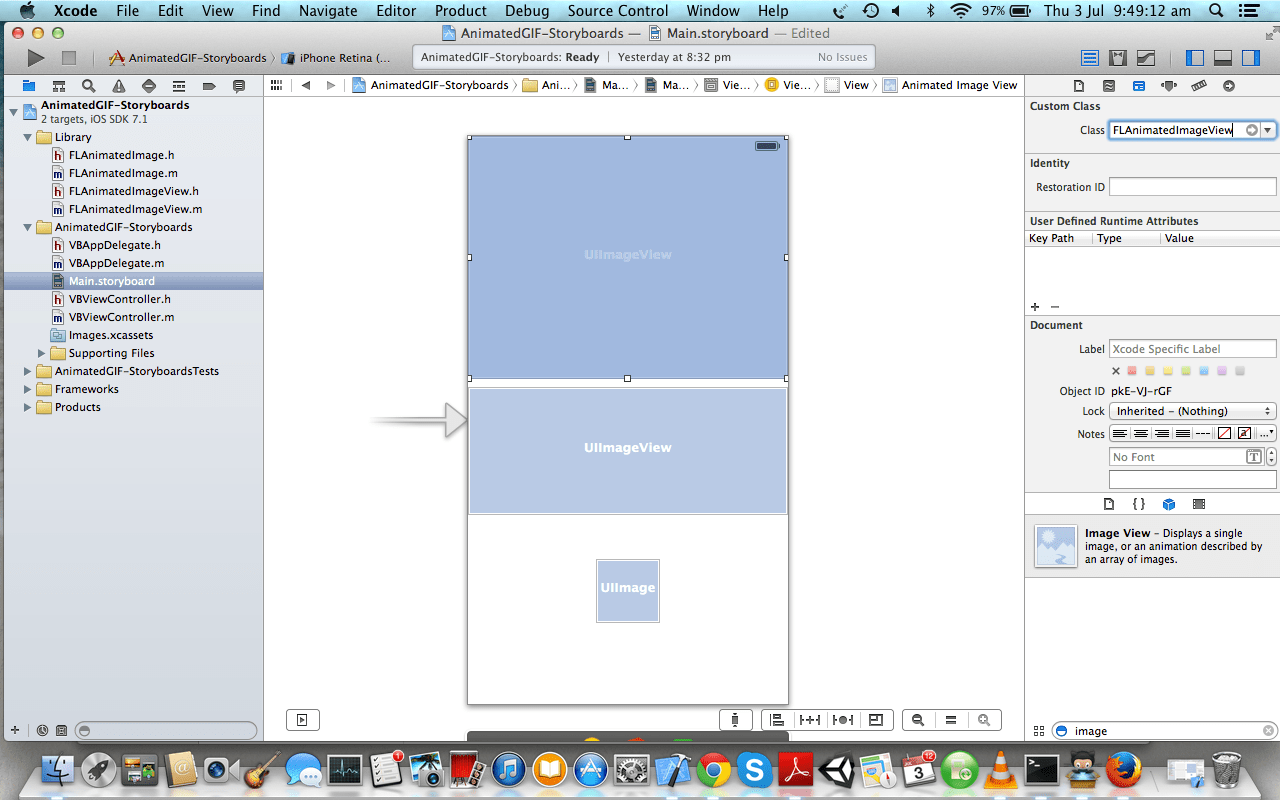 Xcode File Edit View Find Navigate Editor Product Debug Source Control Window Help 97% Thu 3 Jul 9:49:12 am
AnimatedGIF-Storyboards — Main.storyboard — Edited
AnimatedGIF-Storyboards iPhone Retina (... AnimatedGIF-Storyboards: Ready Yesterday at 8:32 pm No Issues
AnimatedGIF-Storyboards Ani... Ma... Ma... Vie... Vie... View Animated Image View
AnimatedGIF-Storyboards
2 targets, iOS SDK 7.1
Library
FLAnimatedImage.h
FLAnimatedImage.m
FLAnimatedImageView.h
FLAnimatedImageView.m
AnimatedGIF-Storyboards
VBAppDelegate.h
VBAppDelegate.m
Main.storyboard
VBViewController.h
VBViewController.m
Images.xcassets
Supporting Files
AnimatedGIF-StoryboardsTests
Frameworks
Products
UIImageView
UIImageView
UIImage
Custom Class
Class FLAnimatedImageView
Identity
Restoration ID
User Defined Runtime Attributes
Key Path Type Value
Document
Label Xcode Specific Label
Object ID pkE-VJ-rGF
Lock Inherited - (Nothing)
Notes
No Font
Image View - Displays a single
image, or an animation described by
an array of images.
image
1
12
3